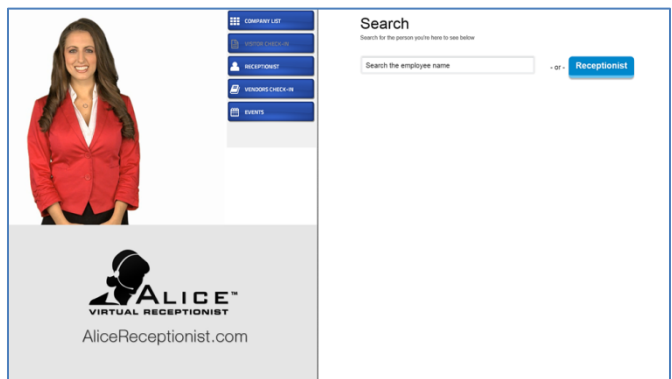 COMPANY LIST
VISITOR CHECK-IN
RECEPTIONIST
VENDORS CHECK-IN
EVENTS
ALICE™
VIRTUAL RECEPTIONIST
AliceReceptionist.com
Search
Search for the person you're here to see below
Search the employee name
- or -
Receptionist